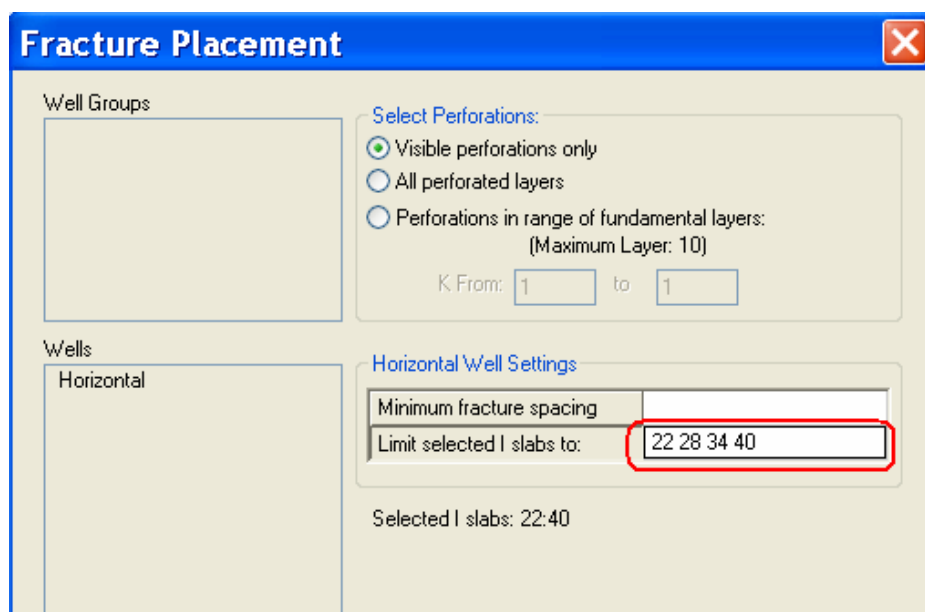 Fracture Placement
Well Groups
Select Perforations:
Visible perforations only
All perforated layers
Perforations in range of fundamental layers:
(Maximum Layer: 10)
K From: 1 to 1
Wells
Horizontal
Horizontal Well Settings
Minimum fracture spacing
Limit selected I slabs to: 22 28 34 40
Selected I slabs: 22:40